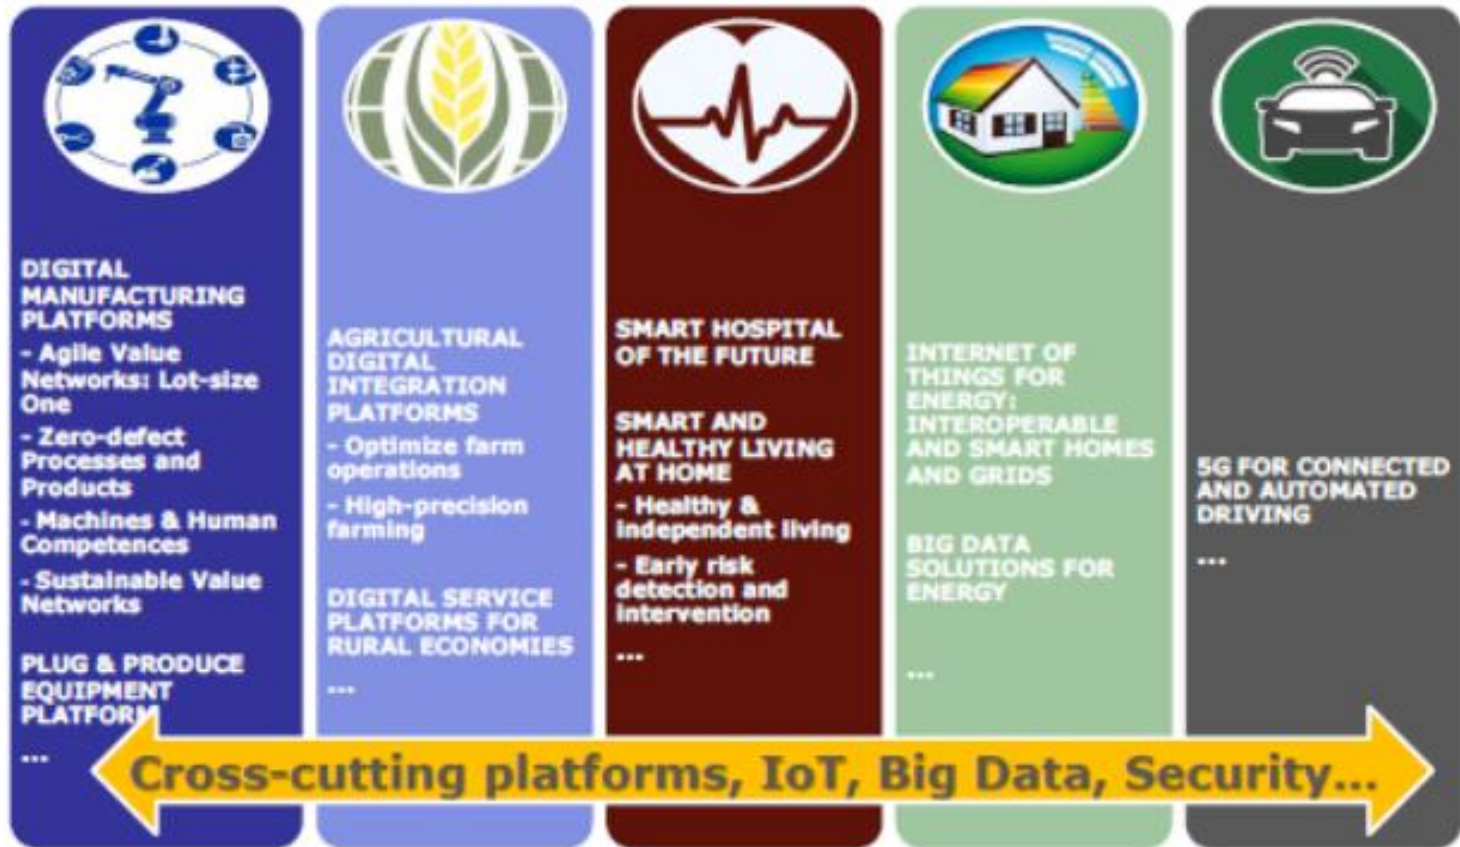 DIGITAL
MANUFACTURING
PLATFORMS
- Agile Value
Networks: Lot-size
One
- Zero-defect
Processes and
Products
- Machines & Human
Competences
- Sustainable Value
Networks
PLUG & PRODUCE
EQUIPMENT
PLATFORM
...
AGRICULTURAL
DIGITAL
INTEGRATION
PLATFORMS
- Optimize farm
operations
- High-precision
farming
DIGITAL SERVICE
PLATFORMS FOR
RURAL ECONOMIES
...
SMART HOSPITAL
OF THE FUTURE
SMART AND
HEALTHY LIVING
AT HOME
- Healthy &
independent living
- Early risk
detection and
intervention
...
INTERNET OF
THINGS FOR
ENERGY:
INTEROPERABLE
AND SMART HOMES
AND GRIDS
BIG DATA
SOLUTIONS FOR
ENERGY
...
5G FOR CONNECTED
AND AUTOMATED
DRIVING
...
Cross-cutting platforms, IoT, Big Data, Security...